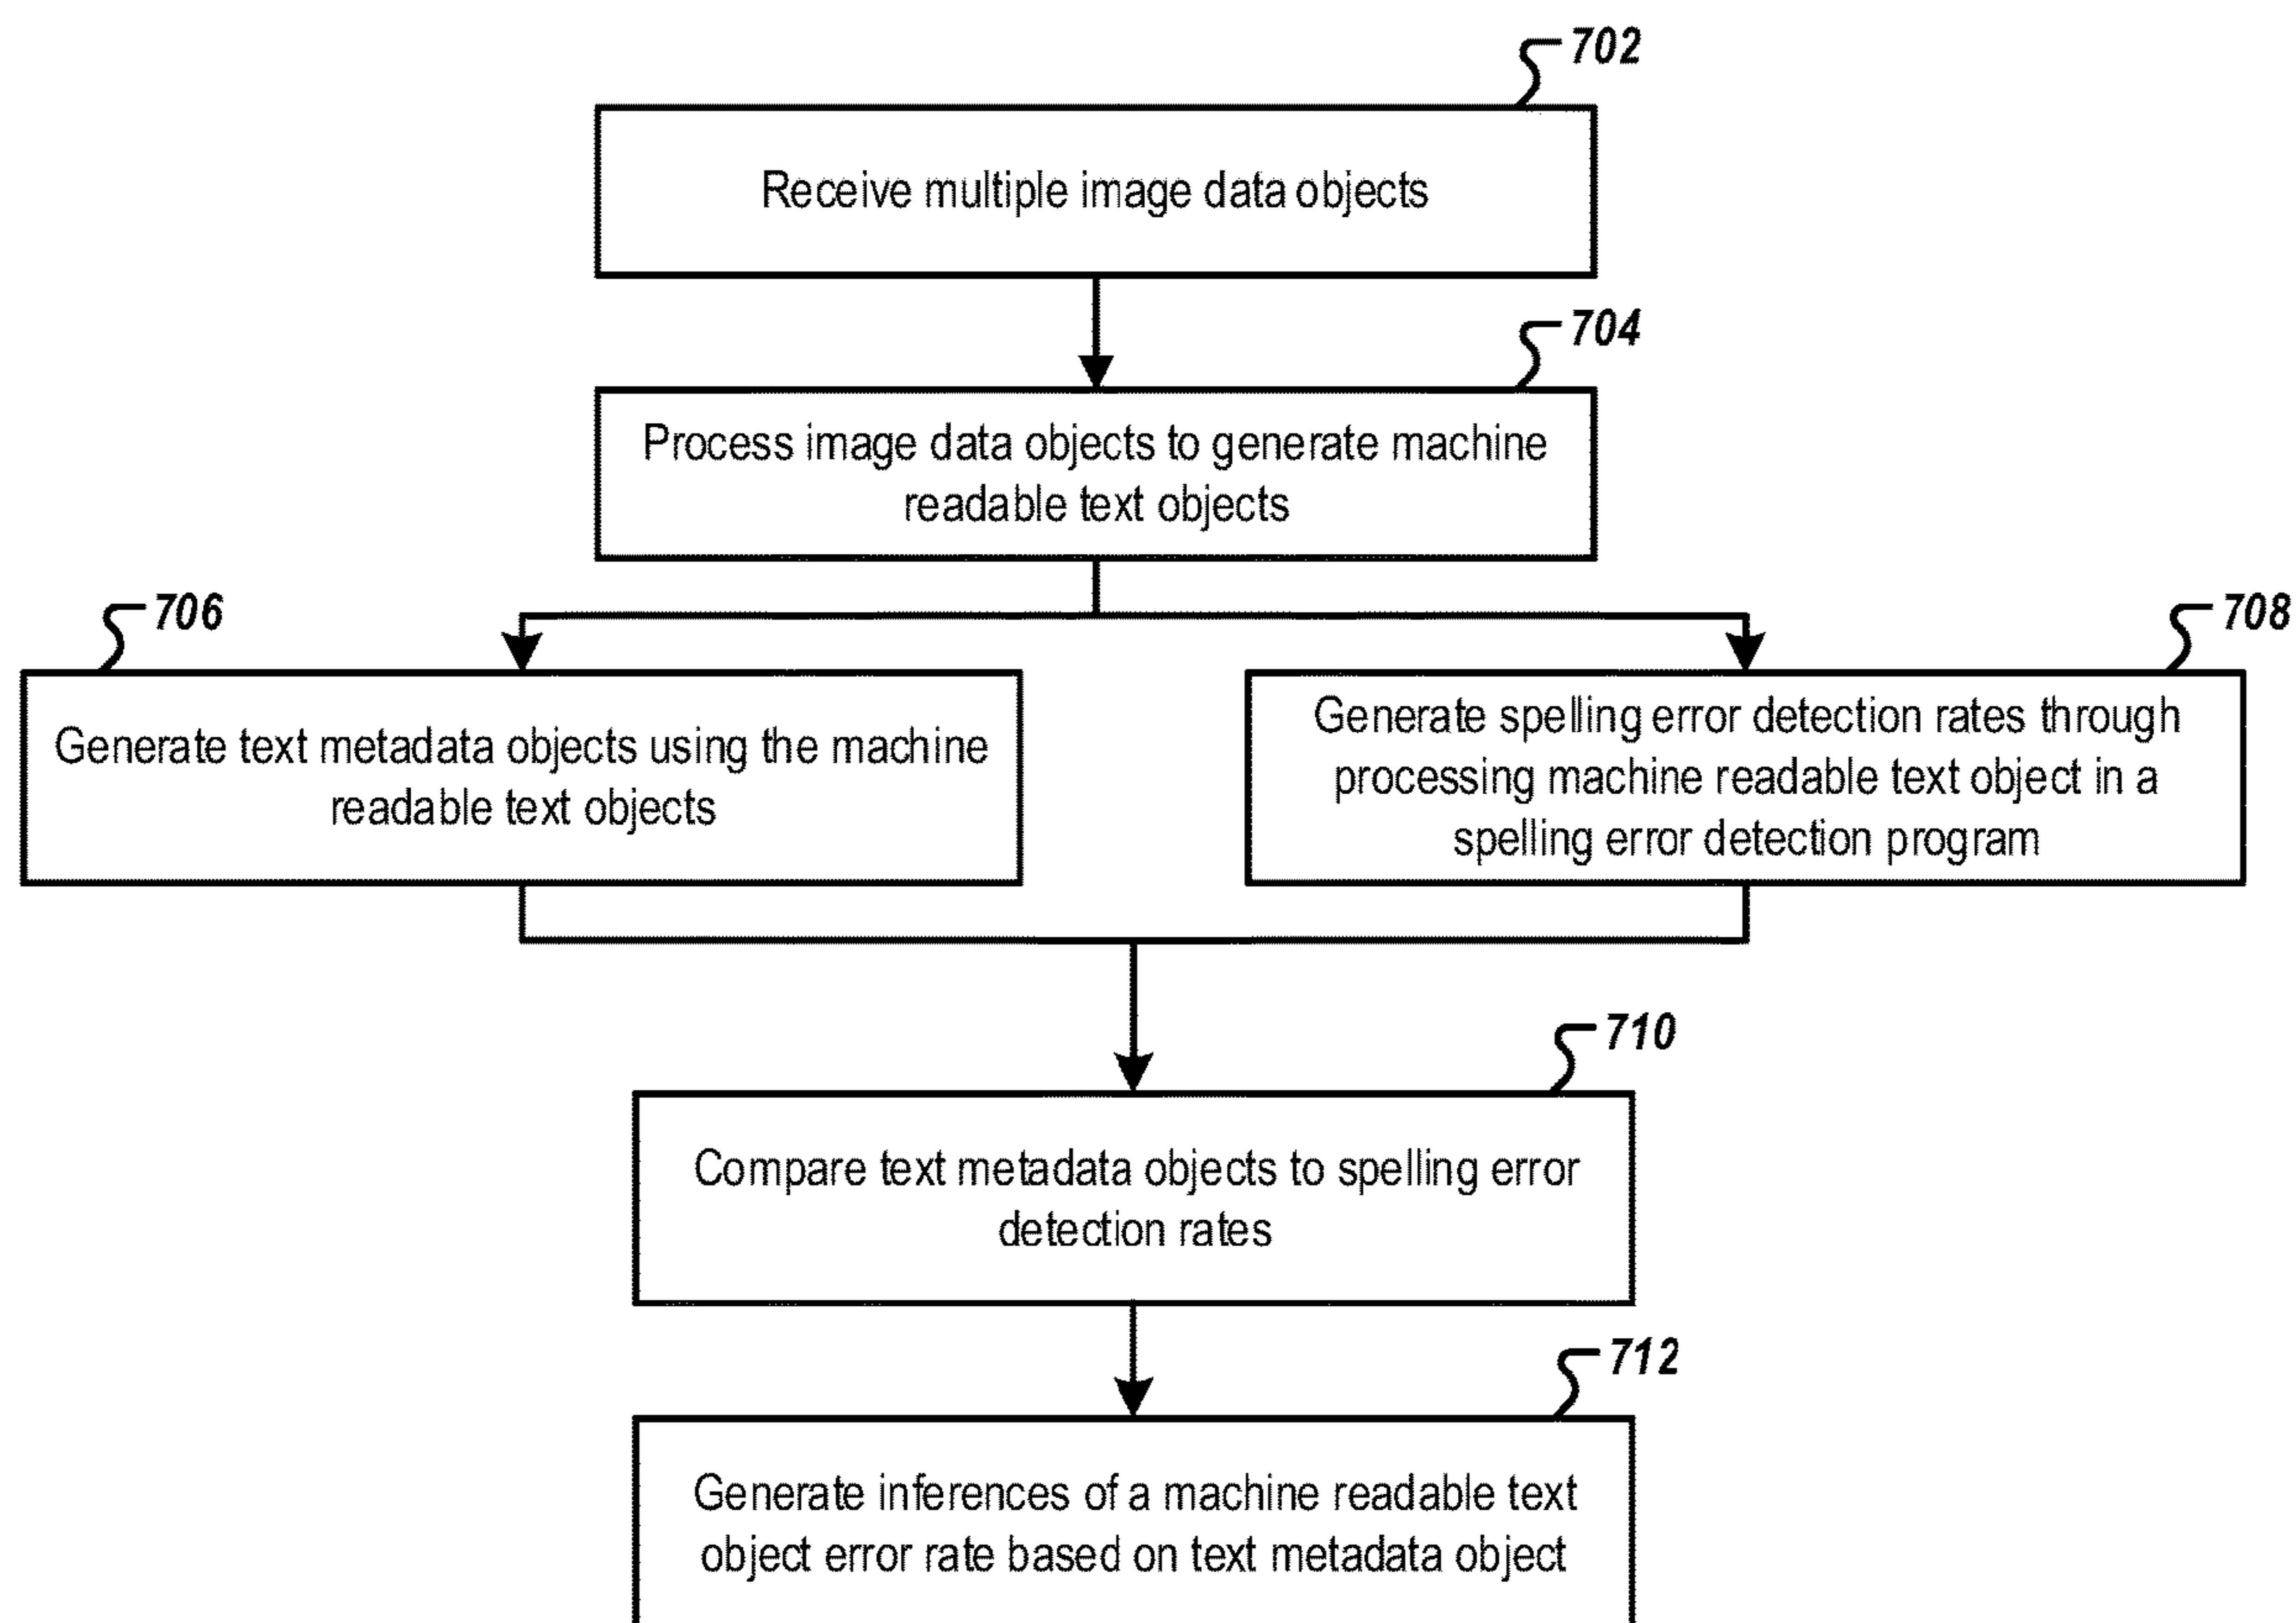 702
Receive multiple image data objects
704
Process image data objects to generate machine
readable text objects
706
Generate text metadata objects using the machine
readable text objects
708
Generate spelling error detection rates through
processing machine readable text object in a
spelling error detection program
710
Compare text metadata objects to spelling error
detection rates
712
Generate inferences of a machine readable text
object error rate based on text metadata object